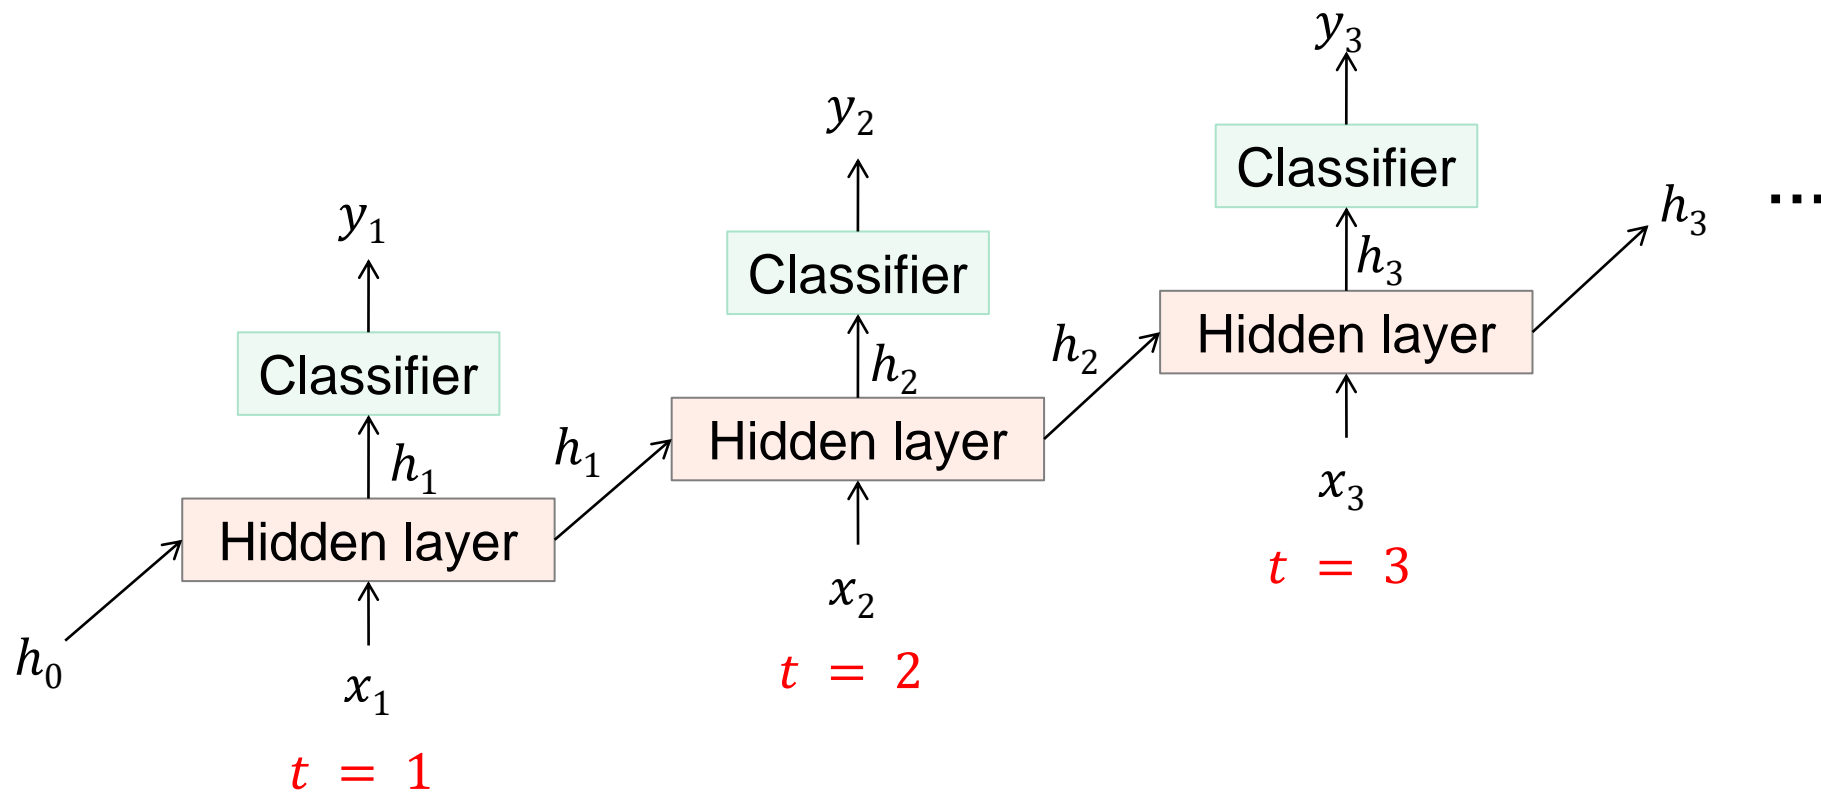 y₃
y₂
Classifier
y₁
h₃
h₃
…
Classifier
h₂
Hidden layer
Classifier
h₂
h₁
Hidden layer
x₃
h₁
Hidden layer
t = 3
h₀
x₂
t = 2
x₁
t = 1